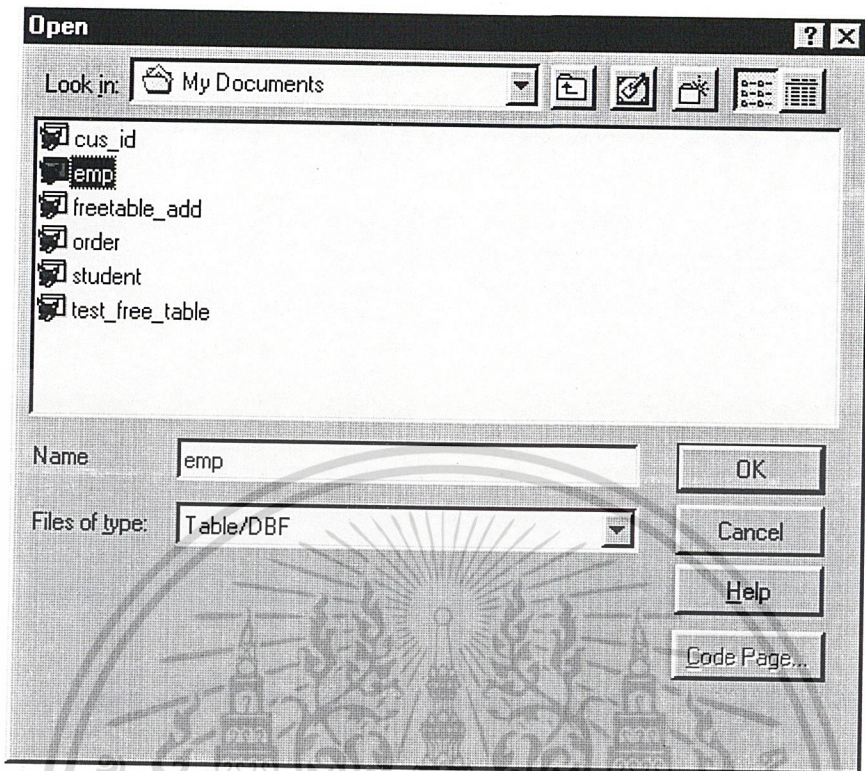 Open
Look in: My Documents
cus_id
emp
freetable_add
order
student
test_free_table
Name emp OK
Files of type: Table/DBF Cancel
Help
Code Page...